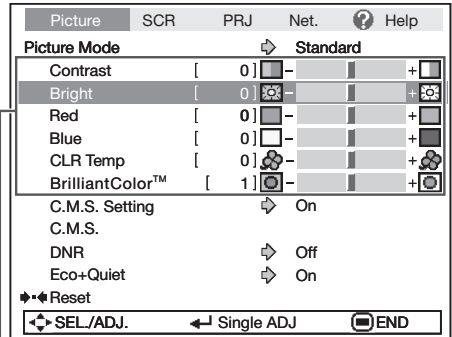 Picture SCR PRJ Net. ? Help
Picture Mode Standard
Contrast [ 0 ] - +
Bright [ 0 ] - +
Red [ 0 ] - +
Blue [ 0 ] - +
CLR Temp [ 0 ] - +
BrilliantColor™ [ 1 ] - +
C.M.S. Setting On
C.M.S.
DNR Off
Eco+Quiet On
Reset
SEL./ADJ. Single ADJ END